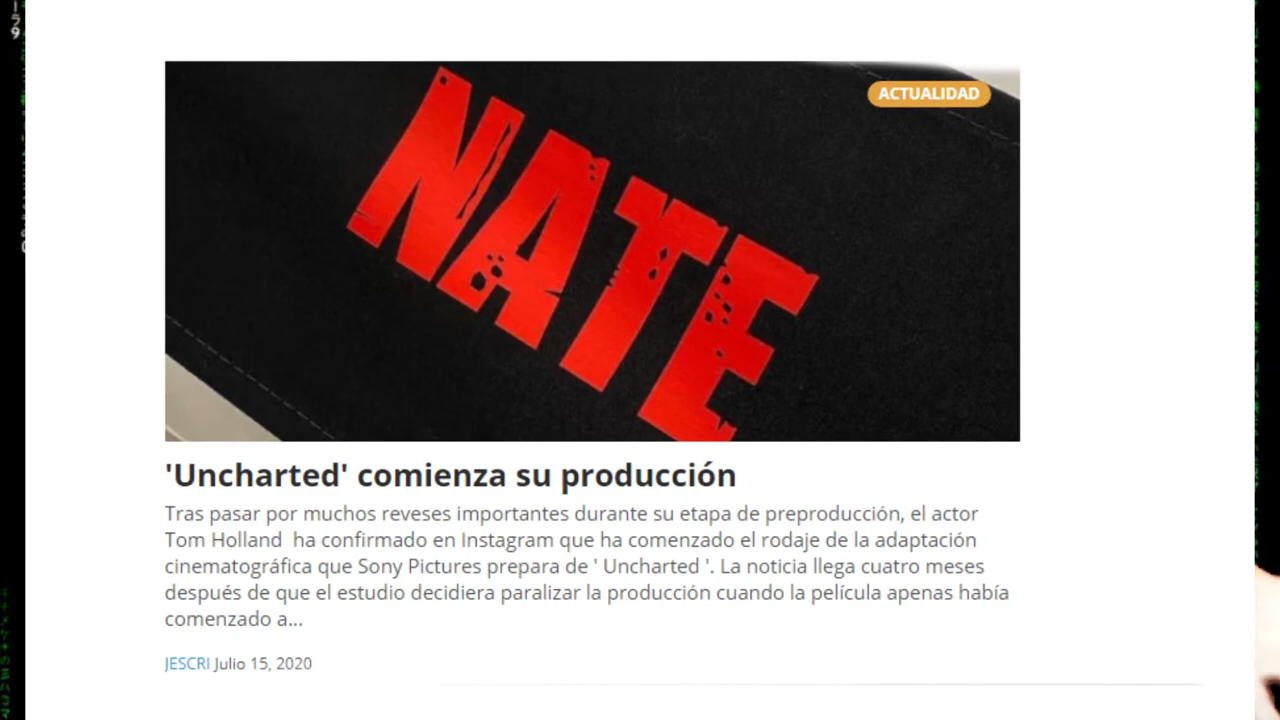 NATE
ACTUALIDAD
'Uncharted' comienza su producción
Tras pasar por muchos reveses importantes durante su etapa de preproducción, el actor
Tom Holland ha confirmado en Instagram que ha comenzado el rodaje de la adaptación
cinematográfica que Sony Pictures prepara de ' Uncharted '. La noticia llega cuatro meses
después de que el estudio decidiera paralizar la producción cuando la película apenas había
comenzado a...
JESCRI Julio 15, 2020